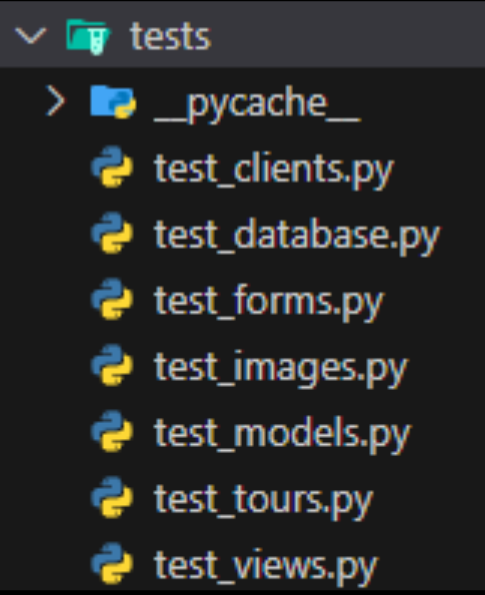 tests
__pycache__
test_clients.py
test_database.py
test_forms.py
test_images.py
test_models.py
test_tours.py
test_views.py